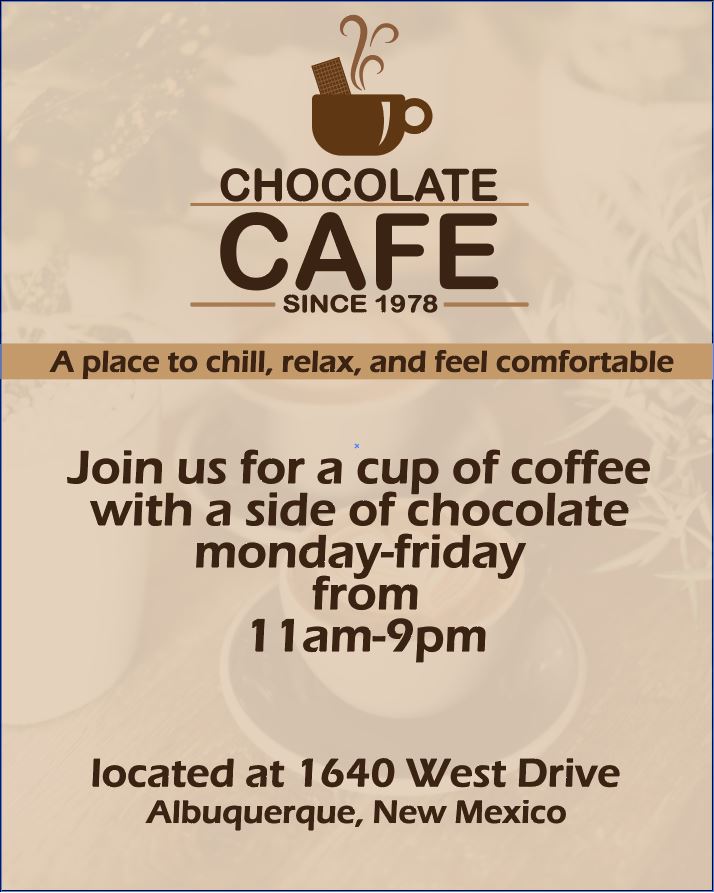 CHOCOLATE
CAFE
SINCE 1978
A place to chill, relax, and feel comfortable
Join us for a cup of coffee
with a side of chocolate
monday-friday
from
11am-9pm
located at 1640 West Drive
Albuquerque, New Mexico